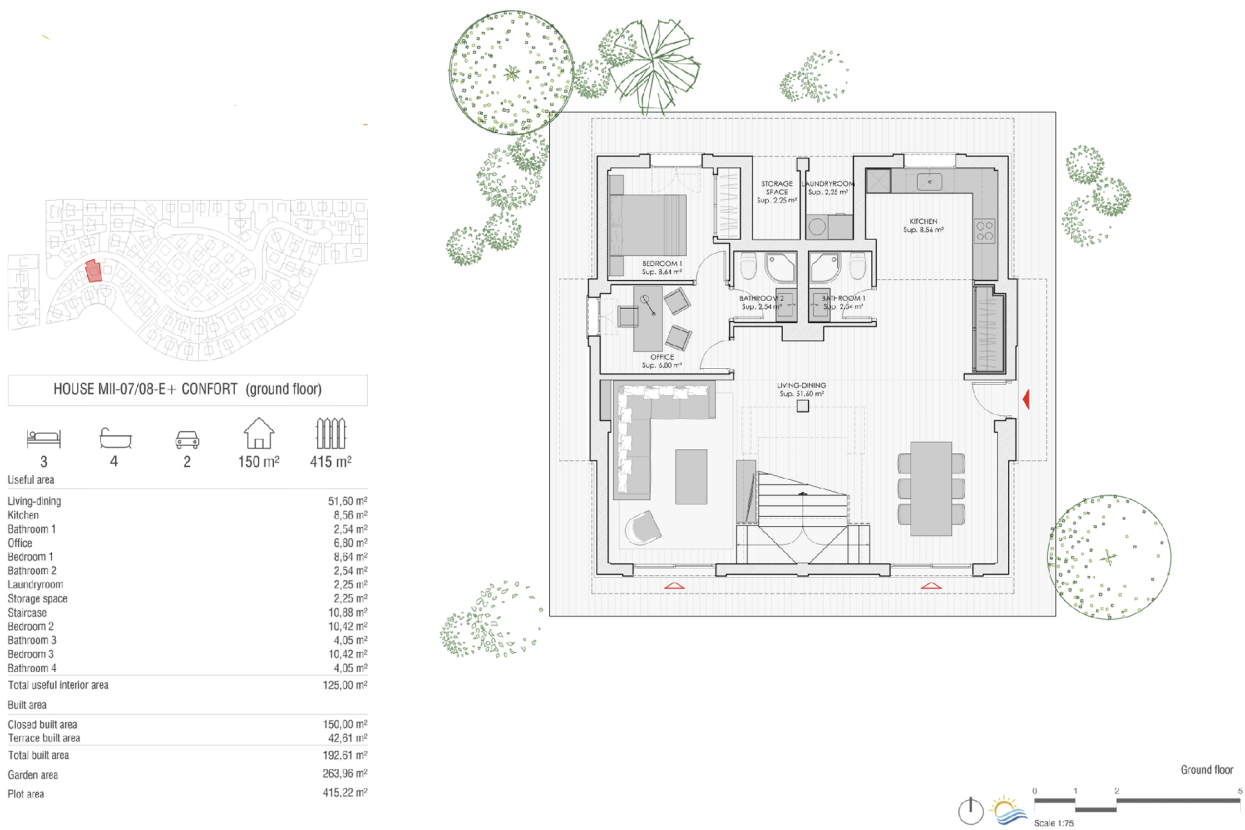 HOUSE MII-07/08-E+ CONFORT (ground floor)
3
4
2
150 m²
415 m²
Useful area
Living-dining 51,60 m²
Kitchen 8,56 m²
Bathroom 1 2,54 m²
Office 6,80 m²
Bedroom 1 8,64 m²
Bathroom 2 2,54 m²
Laundryroom 2,25 m²
Storage space 2,25 m²
Staircase 10,88 m²
Bedroom 2 10,42 m²
Bathroom 3 4,05 m²
Bedroom 3 10,42 m²
Bathroom 4 4,05 m²
Total useful interior area 125,00 m²
Built area
Closed built area 150,00 m²
Terrace built area 42,61 m²
Total built area 192,61 m²
Garden area 263,96 m²
Plot area 415,22 m²
STORAGE
SPACE
Sup. 2.25 m²
LAUNDRYROOM
Sup. 2,25 m²
KITCHEN
Sup. 8,56 m²
BEDROOM 1
Sup. 8,64 m²
BATHROOM 2
Sup. 2,54 m²
BATHROOM 1
Sup. 2,54 m²
OFFICE
Sup. 6,80 m²
LIVING-DINING
Sup. 51,60 m²
Ground floor
0 1 2 5
Scale 1:75